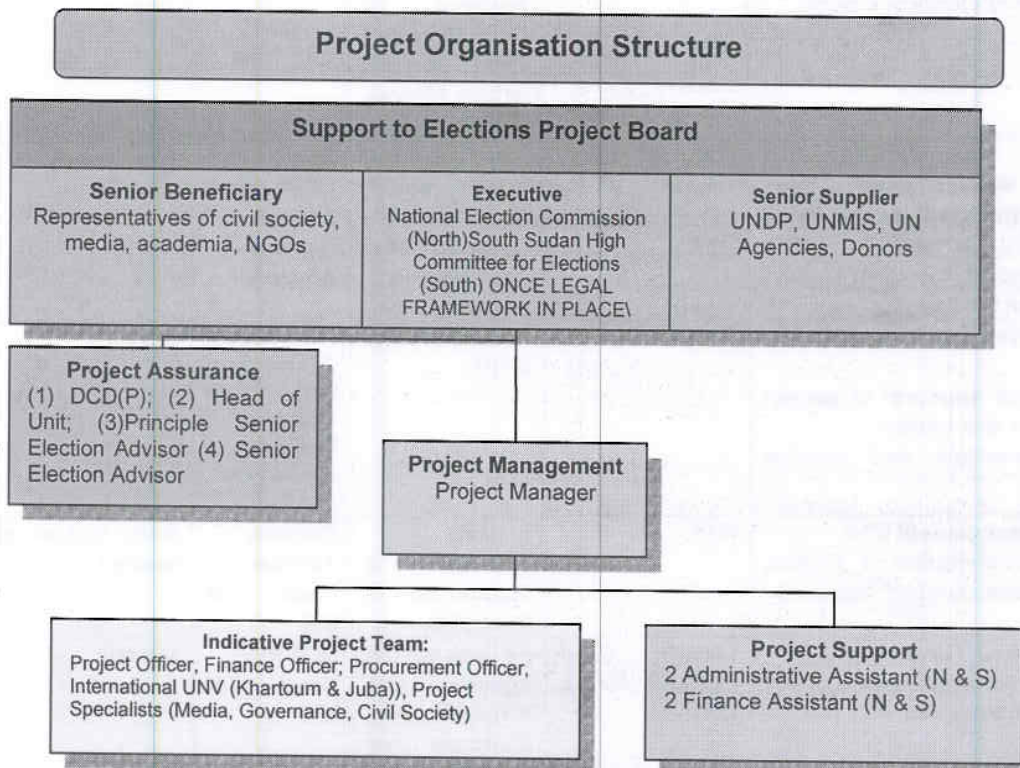 Project Organisation Structure
Support to Elections Project Board
Senior Beneficiary
Representatives of civil society,
media, academia, NGOs
Executive
National Election Commission
(North)South Sudan High
Committee for Elections
(South) ONCE LEGAL
FRAMEWORK IN PLACE\
Senior Supplier
UNDP, UNMIS, UN
Agencies, Donors
Project Assurance
(1) DCD(P); (2) Head of
Unit; (3)Principle Senior
Election Advisor (4) Senior
Election Advisor
Project Management
Project Manager
Indicative Project Team:
Project Officer, Finance Officer; Procurement Officer,
International UNV (Khartoum & Juba)), Project
Specialists (Media, Governance, Civil Society)
Project Support
2 Administrative Assistant (N & S)
2 Finance Assistant (N & S)